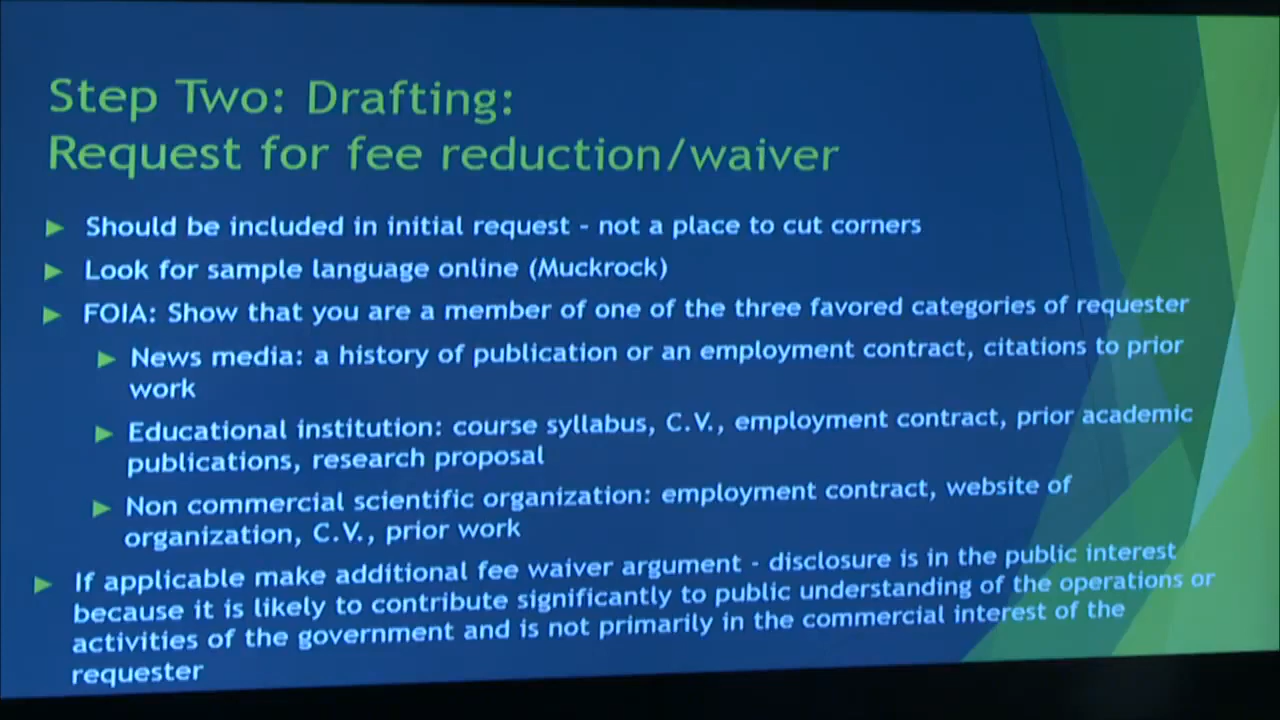 Step Two: Drafting:
Request for fee reduction/waiver
Should be included in initial request - not a place to cut corners
Look for sample language online (Muckrock)
FOIA: Show that you are a member of one of the three favored categories of requester
News media: a history of publication or an employment contract, citations to prior
work
Educational institution: course syllabus, C.V., employment contract, prior academic
publications, research proposal
Non commercial scientific organization: employment contract, website of
organization, C.V., prior work
If applicable make additional fee waiver argument - disclosure is in the public interest
because it is likely to contribute significantly to public understanding of the operations or
activities of the government and is not primarily in the commercial interest of the
requester